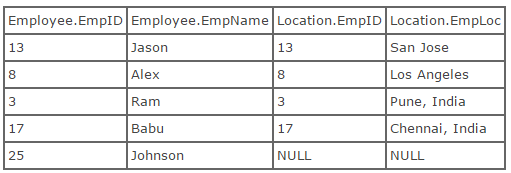 Employee.EmpID Employee.EmpName Location.EmpID Location.EmpLoc
13 Jason 13 San Jose
8 Alex 8 Los Angeles
3 Ram 3 Pune, India
17 Babu 17 Chennai, India
25 Johnson NULL NULL